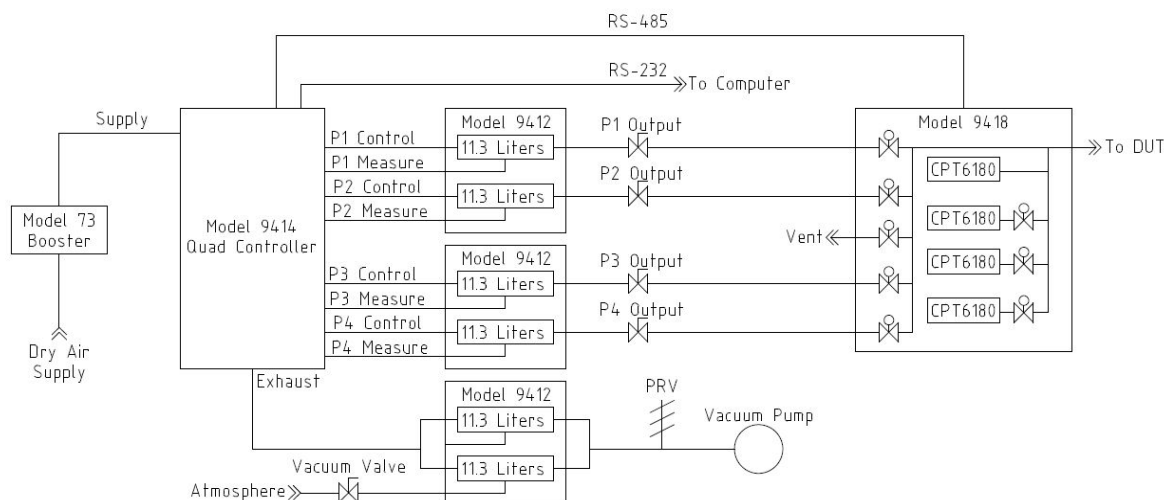 RS-485
RS-232
To Computer
Supply
Model 9412
P1 Output
Model 9418
P1 Control
11.3 Liters
To DUT
P1 Measure
CPT6180
P2 Output
P2 Control
11.3 Liters
P2 Measure
Model 73
Booster
Model 9414
Quad Controller
CPT6180
Vent
Model 9412
CPT6180
P3 Output
P3 Control
11.3 Liters
P3 Measure
CPT6180
P4 Output
P4 Control
11.3 Liters
P4 Measure
Dry Air
Supply
Exhaust
Model 9412
PRV
11.3 Liters
Vacuum Pump
Vacuum Valve
11.3 Liters
Atmosphere